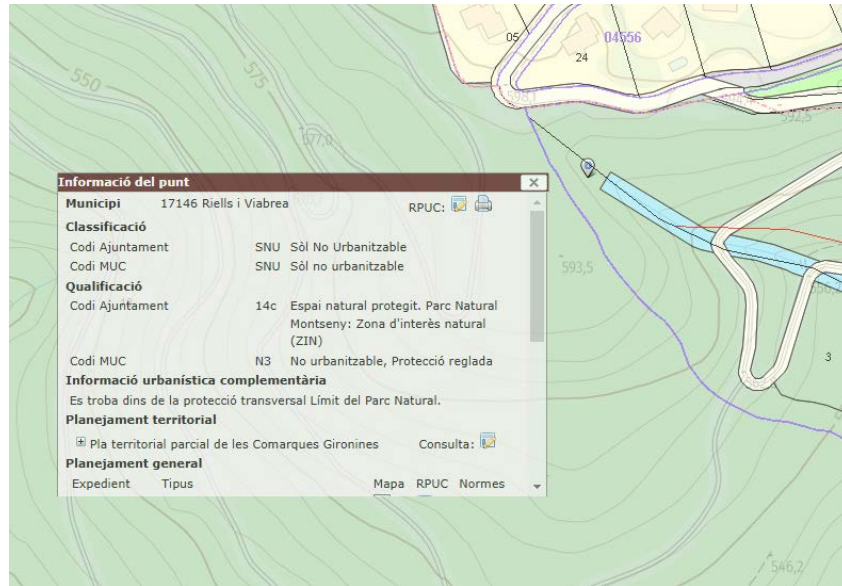 550
575
577,0
05
04556
24
598,1
592,5
593,5
3
546,2
Informació del punt
Municipi 17146 Riells i Viabrea RPUC:
Classificació
Codi Ajuntament SNU Sòl No Urbanitzable
Codi MUC SNU Sòl no urbanitzable
Qualificació
Codi Ajuntament 14c Espai natural protegit. Parc Natural
Montseny: Zona d'interès natural
(ZIN)
Codi MUC N3 No urbanitzable, Protecció reglada
Informació urbanística complementària
Es troba dins de la protecció transversal Límit del Parc Natural.
Planejament territorial
Pla territorial parcial de les Comarques Gironines Consulta:
Planejament general
Expedient Tipus Mapa RPUC Normes